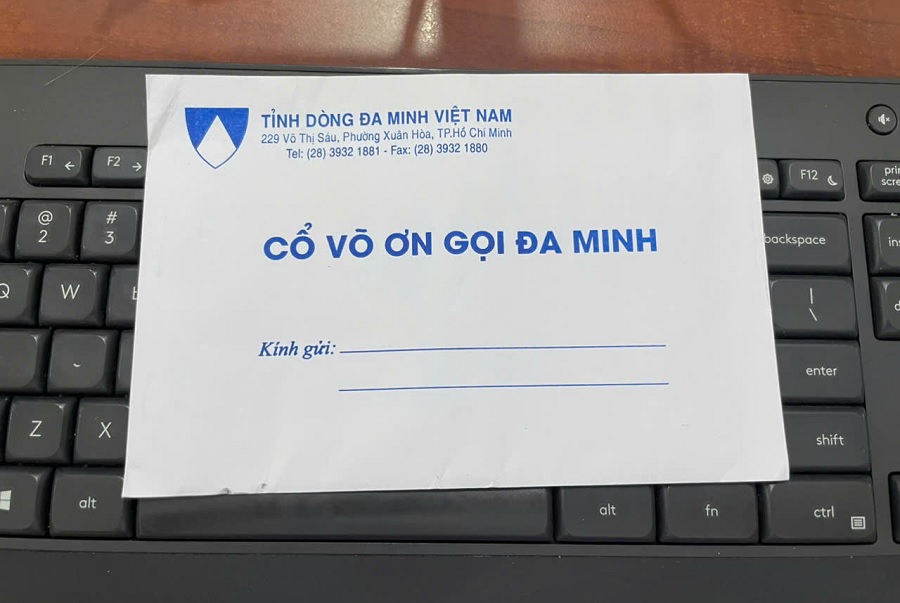 TỈNH DÒNG ĐA MINH VIỆT NAM
229 Võ Thị Sáu, Phường Xuân Hòa, TP.Hồ Chí Minh
Tel: (28) 3932 1881 - Fax: (28) 3932 1880
CỔ VÕ ƠN GỌI ĐA MINH
Kính gửi:
F1
F2
F12
@
2
#
3
backspace
Q
W
|
\
enter
Z
X
shift
alt
alt
fn
ctrl